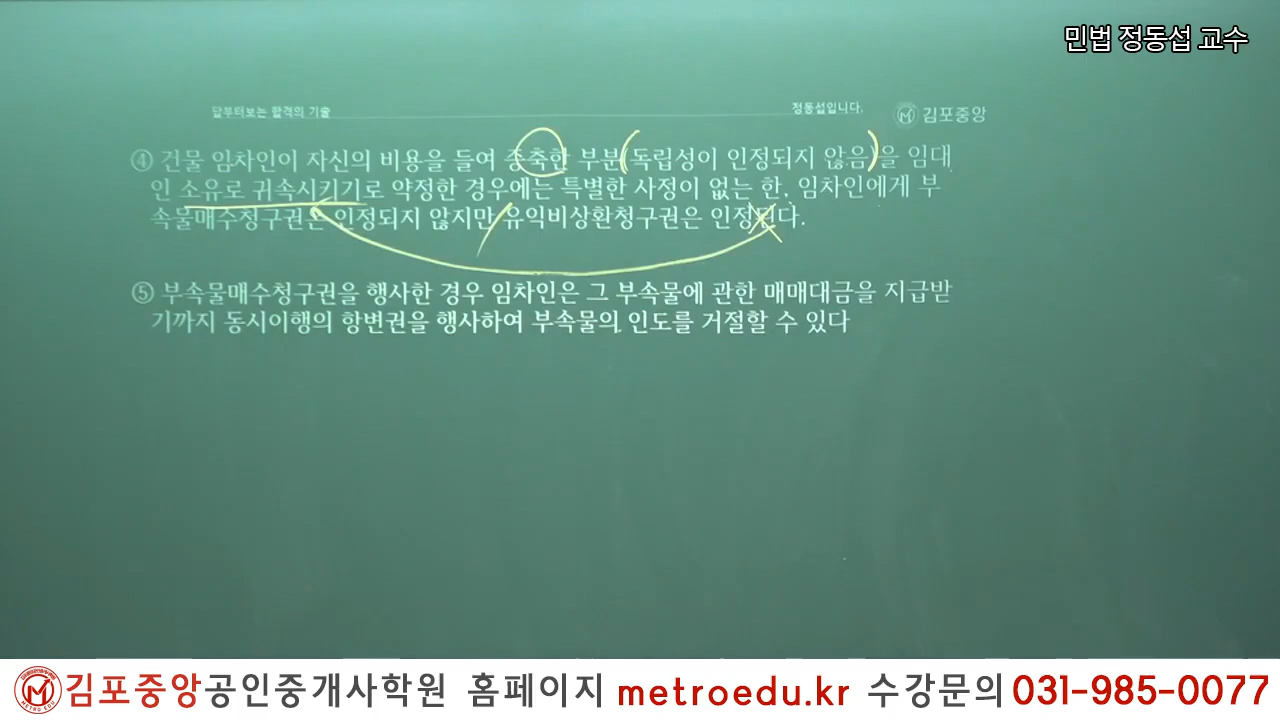 민법 정동섭 교수
답부터보는 합격의 기술
정동섭입니다.
김포중앙
④ 건물 임차인이 자신의 비용을 들여 증축한 부분(독립성이 인정되지 않음)을 임대
인 소유로 귀속시키기로 약정한 경우에는 특별한 사정이 없는 한, 임차인에게 부
속물매수청구권은 인정되지 않지만 유익비상환청구권은 인정된다.
⑤ 부속물매수청구권을 행사한 경우 임차인은 그 부속물에 관한 매매대금을 지급받
기까지 동시이행의 항변권을 행사하여 부속물의 인도를 거절할 수 있다
김포중앙공인중개사학원 홈페이지 metroedu.kr 수강문의 031-985-0077